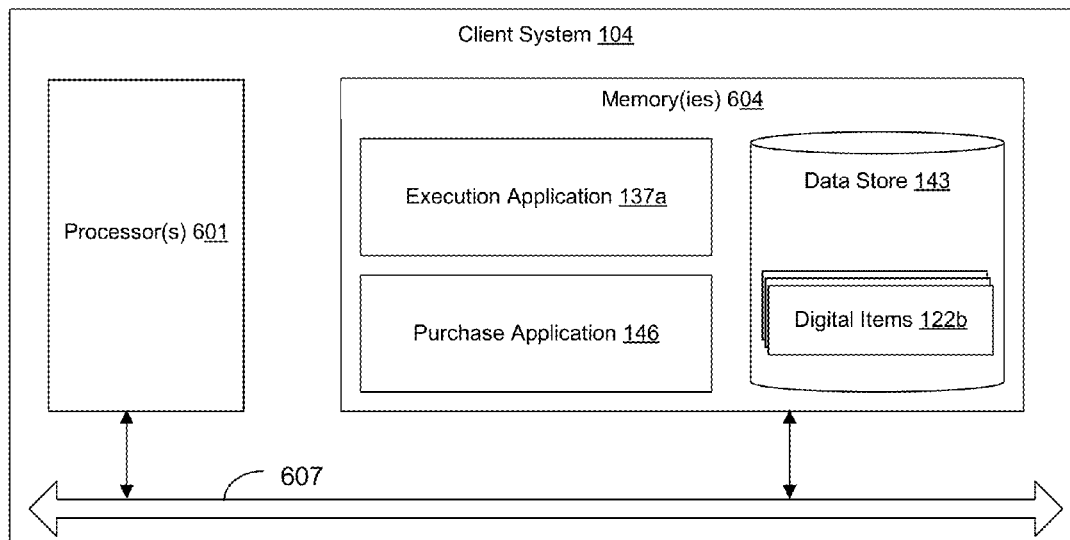 Client System 104
Memory(ies) 604
Execution Application 137a
Data Store 143
Processor(s) 601
Purchase Application 146
Digital Items 122b
607